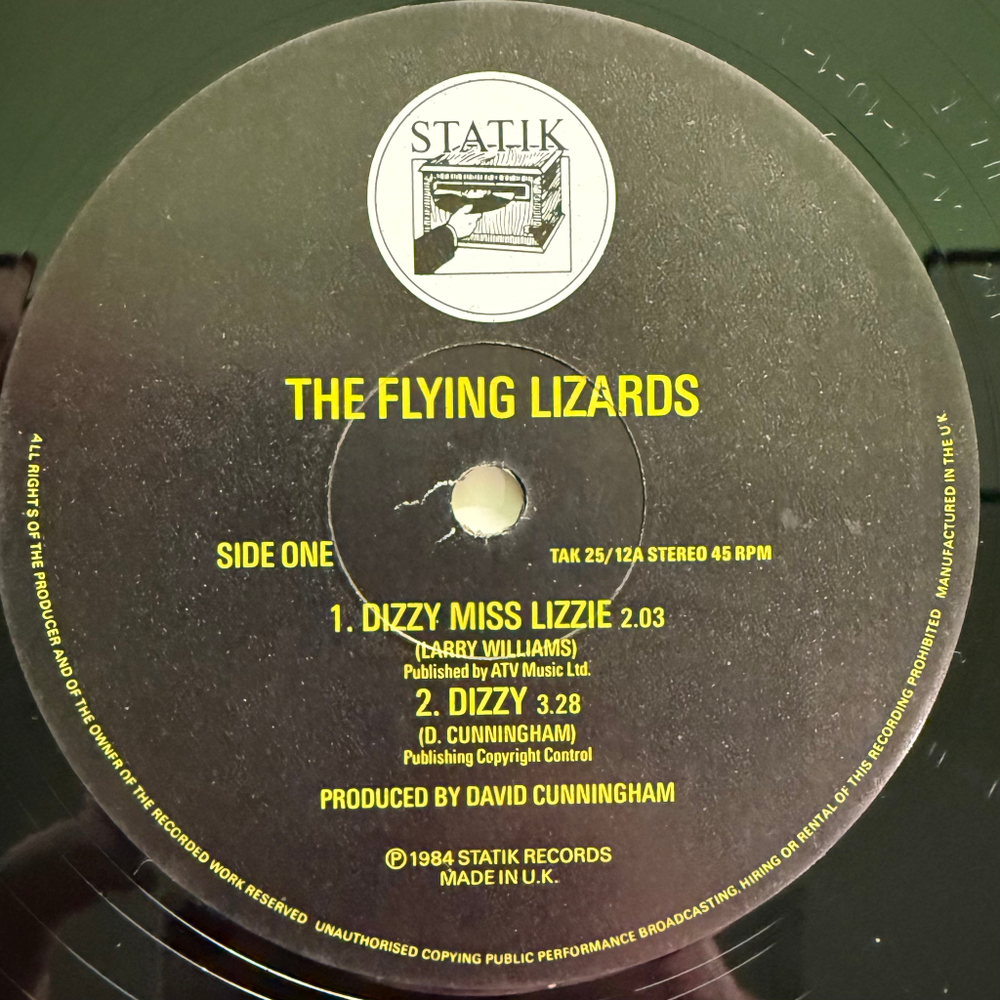 STATIK
THE FLYING LIZARDS
SIDE ONE
TAK 25/12A STEREO 45 RPM
1. DIZZY MISS LIZZIE 2.03
(LARRY WILLIAMS)
Published by ATV Music Ltd.
2. DIZZY 3.28
(D. CUNNINGHAM)
Publishing Copyright Control
PRODUCED BY DAVID CUNNINGHAM
Ⓟ 1984 STATIK RECORDS
MADE IN U.K.
ALL RIGHTS OF THE PRODUCER AND OF THE OWNER OF THE RECORDED WORK RESERVED UNAUTHORISED COPYING PUBLIC PERFORMANCE BROADCASTING, HIRING OR RENTAL OF THIS RECORDING PROHIBITED MANUFACTURED IN THE U K